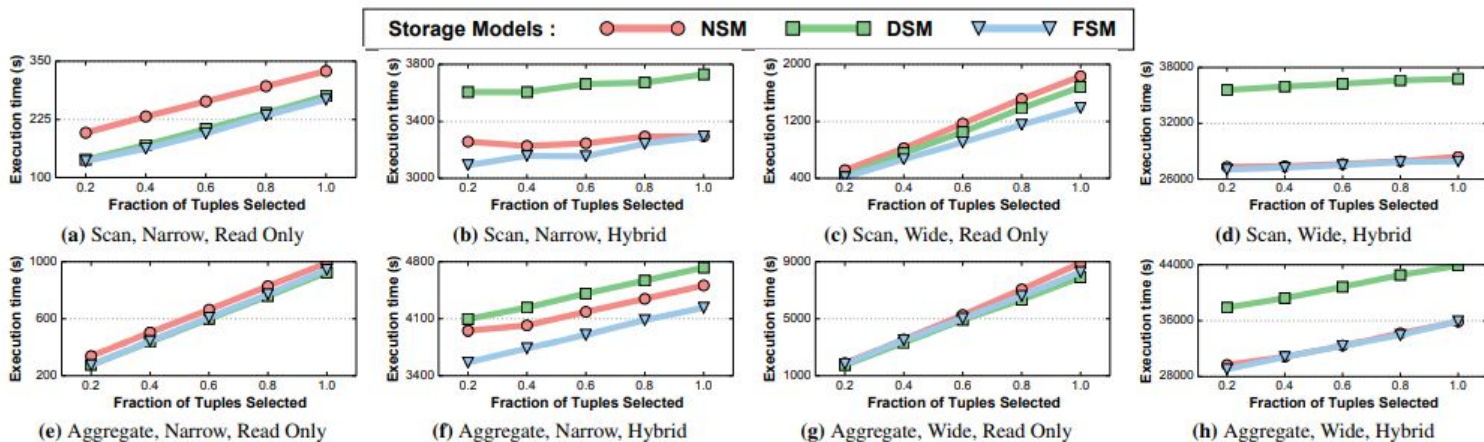 Storage Models : NSM DSM FSM
Execution time (s)
350
225
100
0.2 0.4 0.6 0.8 1.0
Fraction of Tuples Selected
(a) Scan, Narrow, Read Only
Execution time (s)
3800
3400
3000
0.2 0.4 0.6 0.8 1.0
Fraction of Tuples Selected
(b) Scan, Narrow, Hybrid
Execution time (s)
2000
1200
400
0.2 0.4 0.6 0.8 1.0
Fraction of Tuples Selected
(c) Scan, Wide, Read Only
Execution time (s)
38000
32000
26000
0.2 0.4 0.6 0.8 1.0
Fraction of Tuples Selected
(d) Scan, Wide, Hybrid
Execution time (s)
1000
600
200
0.2 0.4 0.6 0.8 1.0
Fraction of Tuples Selected
(e) Aggregate, Narrow, Read Only
Execution time (s)
4800
4100
3400
0.2 0.4 0.6 0.8 1.0
Fraction of Tuples Selected
(f) Aggregate, Narrow, Hybrid
Execution time (s)
9000
5000
1000
0.2 0.4 0.6 0.8 1.0
Fraction of Tuples Selected
(g) Aggregate, Wide, Read Only
Execution time (s)
44000
36000
28000
0.2 0.4 0.6 0.8 1.0
Fraction of Tuples Selected
(h) Aggregate, Wide, Hybrid